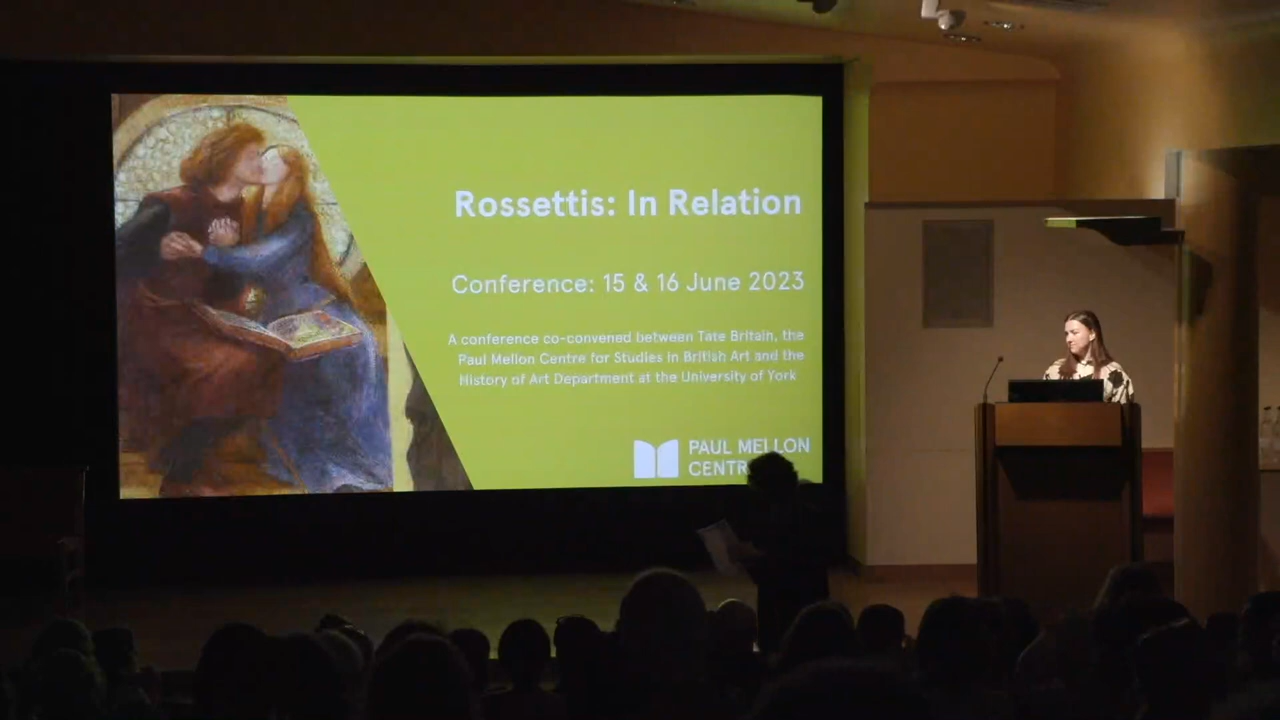 Rossettis: In Relation
Conference: 15 & 16 June 2023
A conference co-convened between Tate Britain, the
Paul Mellon Centre for Studies in British Art and the
History of Art Department at the University of York
PAUL MELLON
CENTR